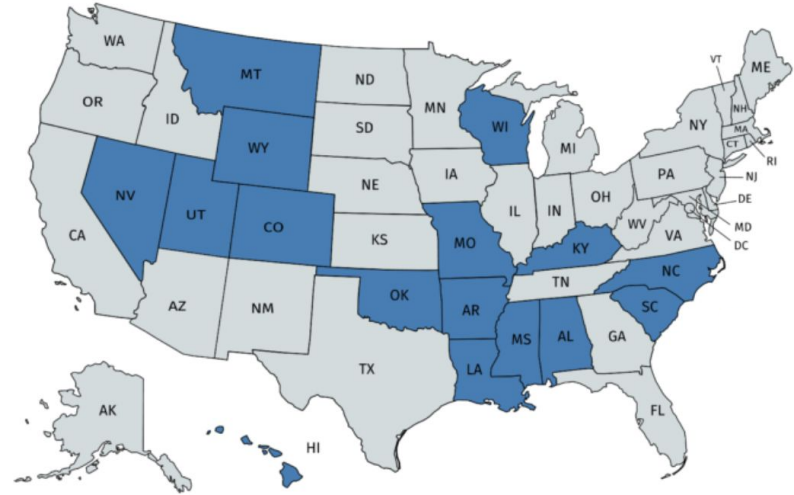 WA
MT
ND
MN
OR
ID
SD
WI
WY
NE
IA
MI
NY
VT
NH
ME
MA
CT
RI
NJ
PA
DE
MD
DC
NV
UT
CO
KS
MO
IL
IN
OH
WV
VA
KY
CA
AZ
NM
OK
AR
TN
NC
SC
TX
LA
MS
AL
GA
FL
AK
HI